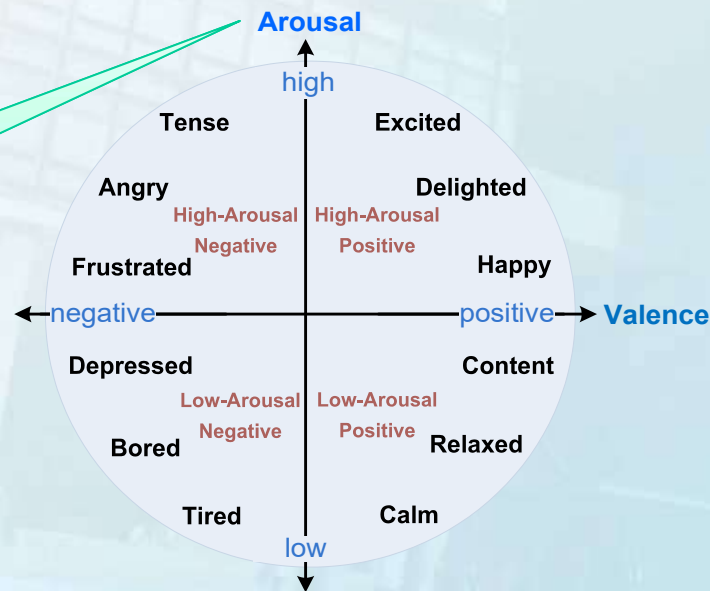 Arousal
high
Tense
Excited
Angry
Delighted
High-Arousal
Negative
High-Arousal
Positive
Frustrated
Happy
negative
positive
Valence
Depressed
Content
Low-Arousal
Negative
Low-Arousal
Positive
Bored
Relaxed
Tired
Calm
low